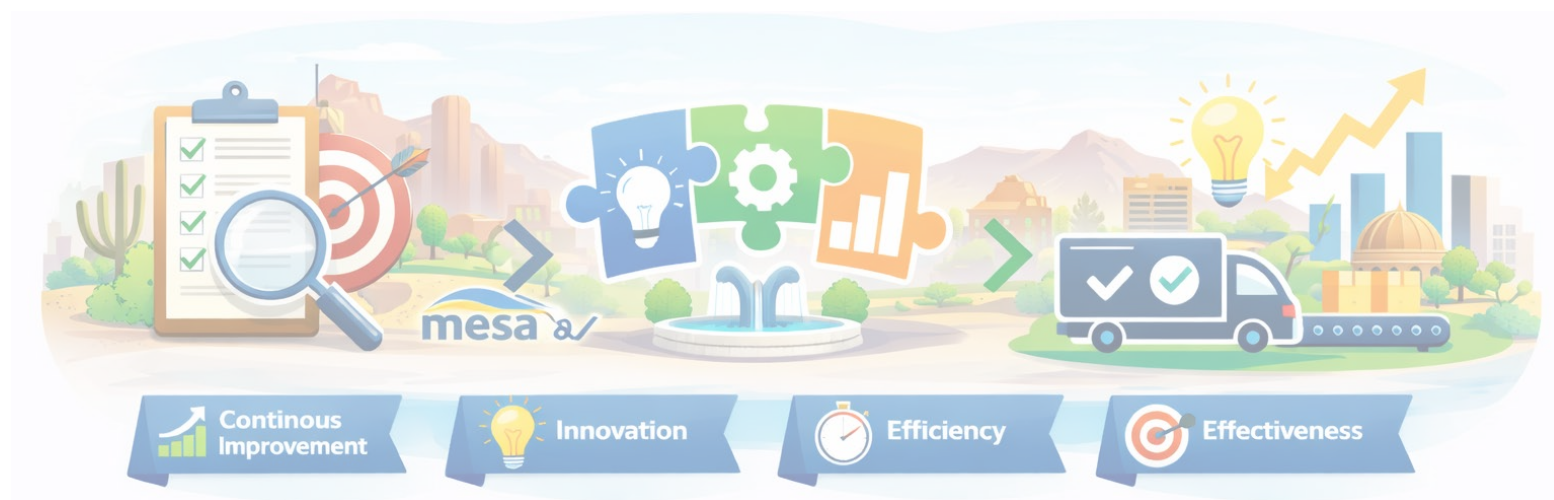 mesa
Continous
Improvement
Innovation
Efficiency
Effectiveness